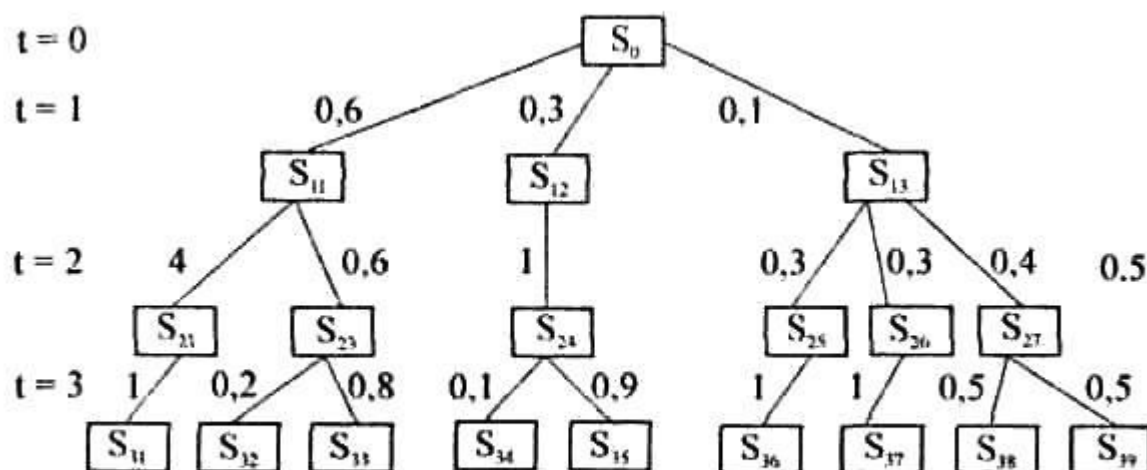 t = 0 S₀
t = 1 0,6 0,3 0,1
S₁₁ S₁₂ S₁₃
t = 2 4 0,6 1 0,3 0,3 0,4 0.5
S₂₁ S₂₃ S₂₄ S₂₅ S₂₆ S₂₇
t = 3 1 0,2 0,8 0,1 0,9 1 1 0,5 0,5
S₃₁ S₃₂ S₃₃ S₃₄ S₃₅ S₃₆ S₃₇ S₃₈ S₃₉